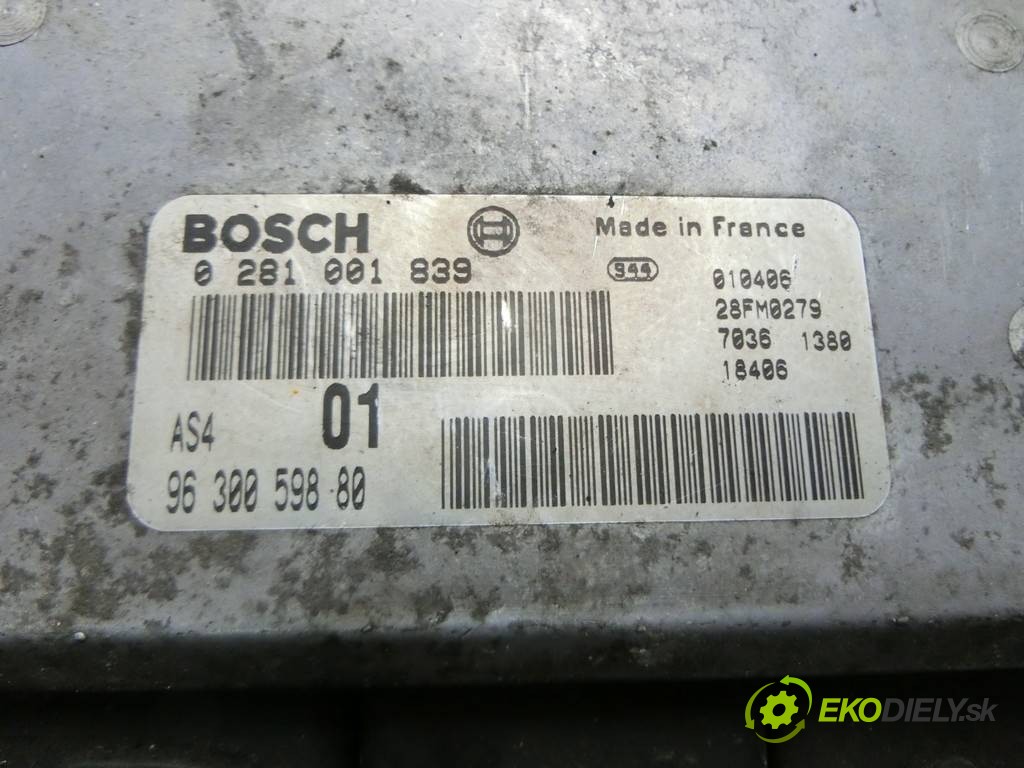 BOSCH
Made in France
0 281 001 839
944
010406
28FM0279
7036 1380
18406
AS4 01
96 300 598 80
EKODIELY.sk